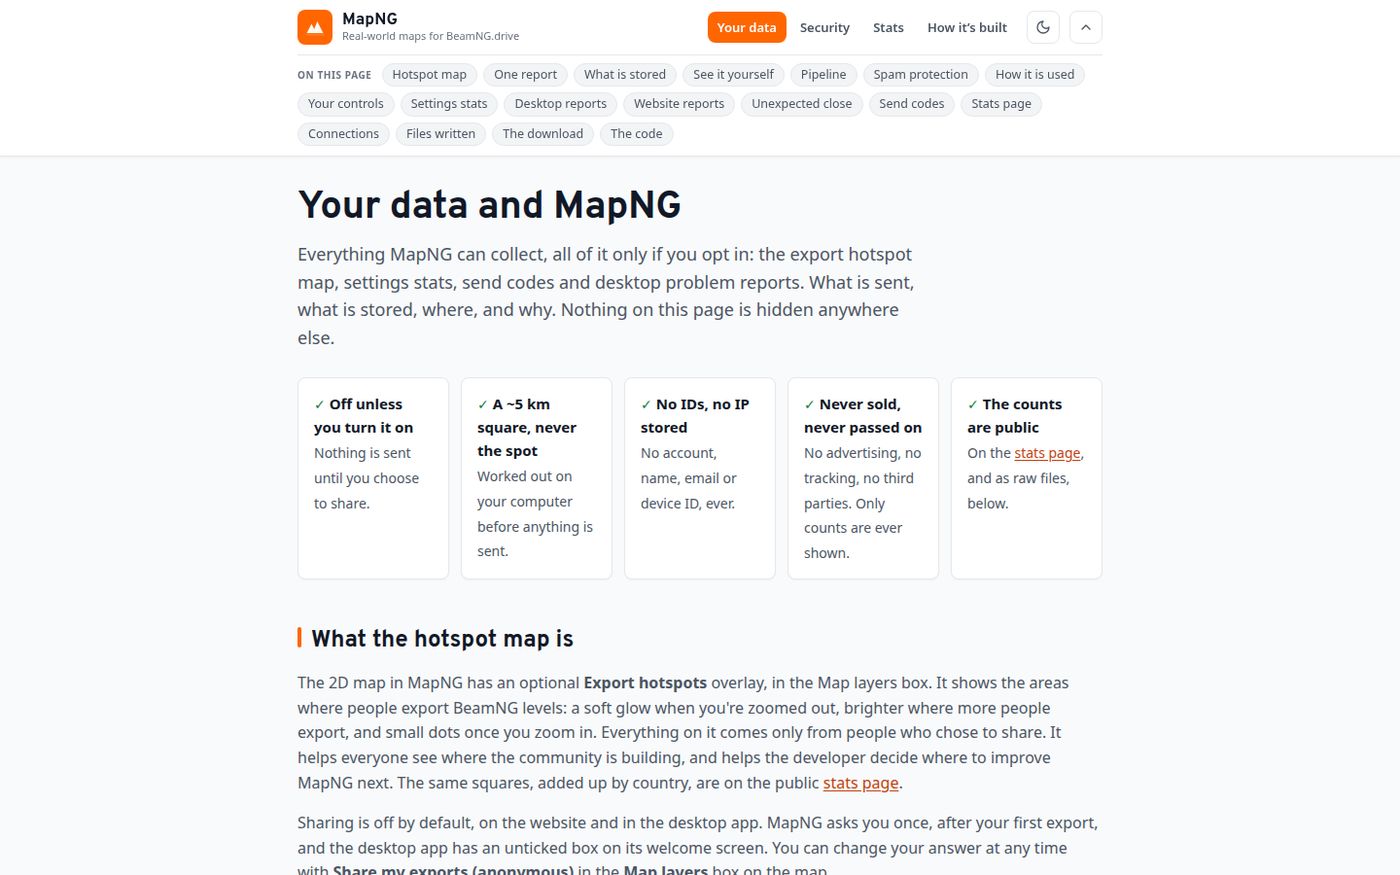 MapNG
Real-world maps for BeamNG.drive
Your data
Security
Stats
How it's built
ON THIS PAGE
Hotspot map
One report
What is stored
See it yourself
Pipeline
Spam protection
How it is used
Your controls
Settings stats
Desktop reports
Website reports
Unexpected close
Send codes
Stats page
Connections
Files written
The download
The code
Your data and MapNG
Everything MapNG can collect, all of it only if you opt in: the export hotspot
map, settings stats, send codes and desktop problem reports. What is sent,
what is stored, where, and why. Nothing on this page is hidden anywhere
else.
✓ Off unless
you turn it on
Nothing is sent
until you choose
to share.
✓ A ~5 km
square, never
the spot
Worked out on
your computer
before anything is
sent.
✓ No IDs, no IP
stored
No account,
name, email or
device ID, ever.
✓ Never sold,
never passed on
No advertising, no
tracking, no third
parties. Only
counts are ever
shown.
✓ The counts
are public
On the stats page,
and as raw files,
below.
What the hotspot map is
The 2D map in MapNG has an optional Export hotspots overlay, in the Map layers box. It shows the areas
where people export BeamNG levels: a soft glow when you're zoomed out, brighter where more people
export, and small dots once you zoom in. Everything on it comes only from people who chose to share. It
helps everyone see where the community is building, and helps the developer decide where to improve
MapNG next. The same squares, added up by country, are on the public stats page.
Sharing is off by default, on the website and in the desktop app. MapNG asks you once, after your first export,
and the desktop app has an unticked box on its welcome screen. You can change your answer at any time
with Share my exports (anonymous) in the Map layers box on the map.